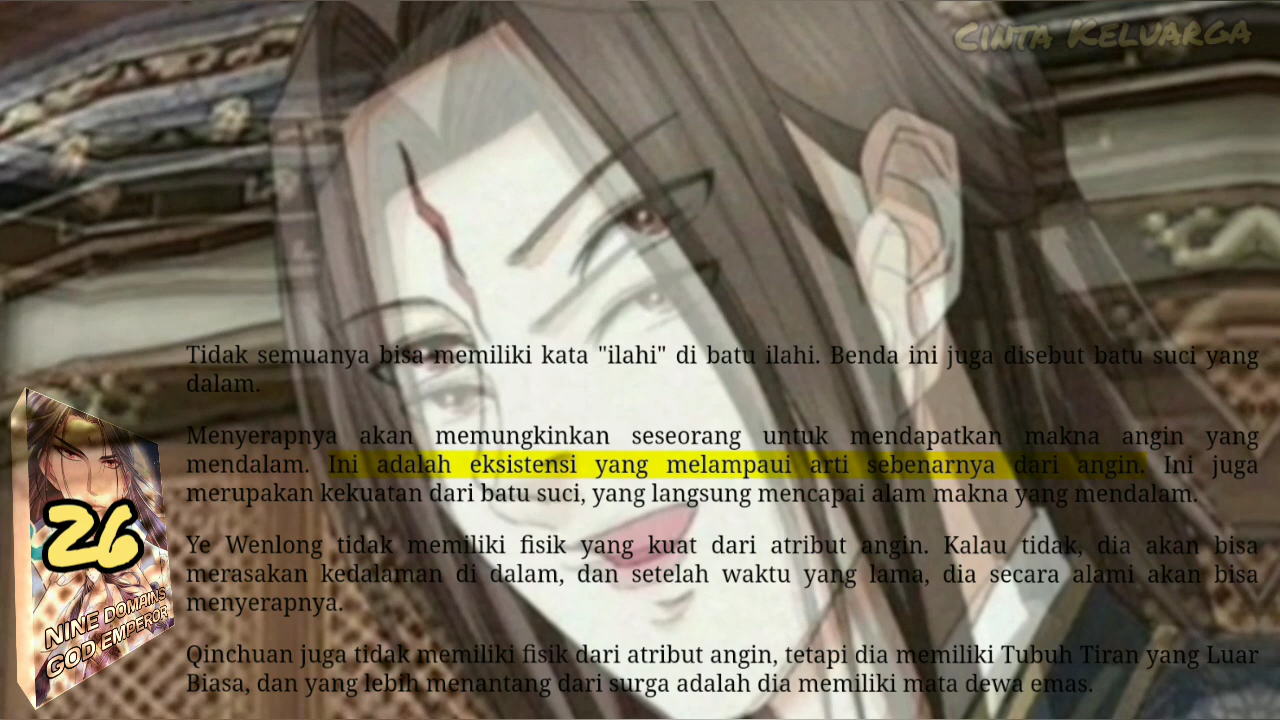 Cinta Keluarga
Tidak semuanya bisa memiliki kata "ilahi" di batu ilahi. Benda ini juga disebut batu suci yang
dalam.
Menyerapnya akan memungkinkan seseorang untuk mendapatkan makna angin yang
mendalam. Ini adalah eksistensi yang melampaui arti sebenarnya dari angin. Ini juga
merupakan kekuatan dari batu suci, yang langsung mencapai alam makna yang mendalam.
Ye Wenlong tidak memiliki fisik yang kuat dari atribut angin. Kalau tidak, dia akan bisa
merasakan kedalaman di dalam, dan setelah waktu yang lama, dia secara alami akan bisa
menyerapnya.
Qinchuan juga tidak memiliki fisik dari atribut angin, tetapi dia memiliki Tubuh Tiran yang Luar
Biasa, dan yang lebih menantang dari surga adalah dia memiliki mata dewa emas.
26
NINE DOMAINS
GOD EMPEROR